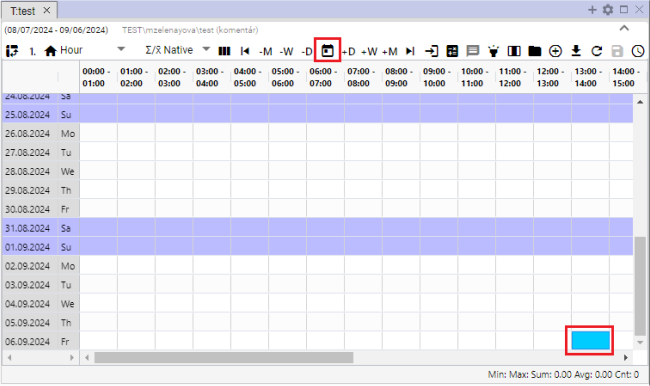 T:test ×
(08/07/2024 - 09/06/2024) TEST\mzelenayova\test (komentár)
1. Hour Σ/x̄ Native -M -W -D +D +W +M
00:00 - 01:00 01:00 - 02:00 02:00 - 03:00 03:00 - 04:00 04:00 - 05:00 05:00 - 06:00 06:00 - 07:00 07:00 - 08:00 08:00 - 09:00 09:00 - 10:00 10:00 - 11:00 11:00 - 12:00 12:00 - 13:00 13:00 - 14:00 14:00 - 15:00
24.08.2024 Sa
25.08.2024 Su
26.08.2024 Mo
27.08.2024 Tu
28.08.2024 We
29.08.2024 Th
30.08.2024 Fr
31.08.2024 Sa
01.09.2024 Su
02.09.2024 Mo
03.09.2024 Tu
04.09.2024 We
05.09.2024 Th
06.09.2024 Fr
Min: Max: Sum: 0.00 Avg: 0.00 Cnt: 0